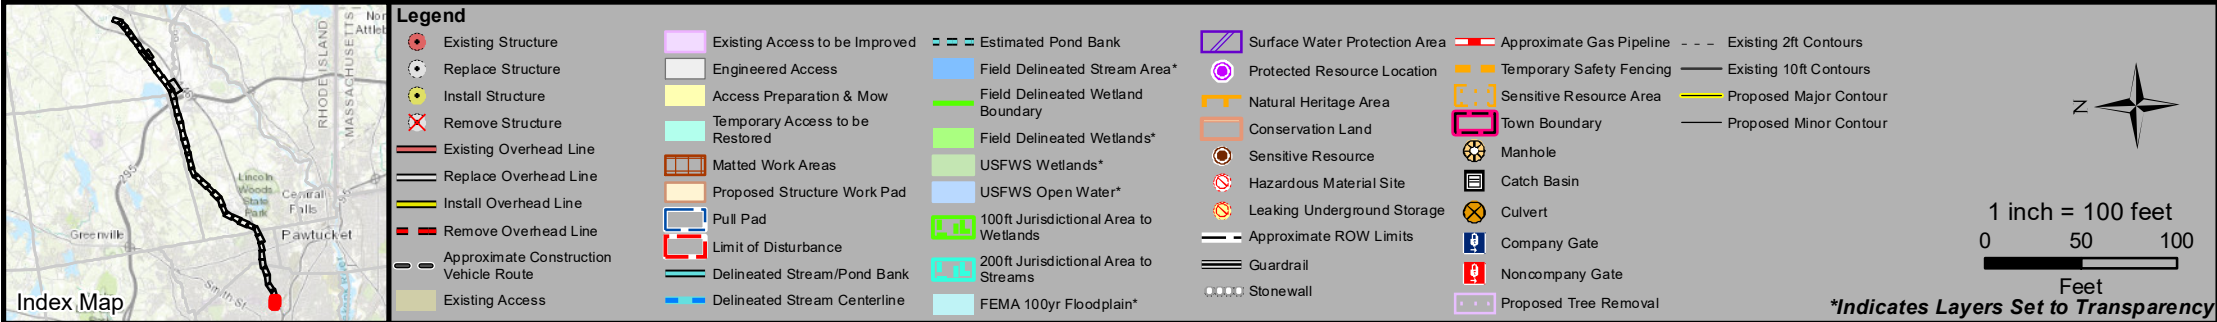 Nor
Attleb
RHODE ISLAND
MASSACHUSETTS
295
Lincoln
Woods
State
Park
Central
Falls
95
Greenville
Pawtucket
Smith St
Index Map
Legend
Existing Structure
Replace Structure
Install Structure
Remove Structure
Existing Overhead Line
Replace Overhead Line
Install Overhead Line
Remove Overhead Line
Approximate Construction
Vehicle Route
Existing Access
Existing Access to be Improved
Engineered Access
Access Preparation & Mow
Temporary Access to be
Restored
Matted Work Areas
Proposed Structure Work Pad
Pull Pad
Limit of Disturbance
Delineated Stream/Pond Bank
Delineated Stream Centerline
Estimated Pond Bank
Field Delineated Stream Area*
Field Delineated Wetland
Boundary
Field Delineated Wetlands*
USFWS Wetlands*
USFWS Open Water*
100ft Jurisdictional Area to
Wetlands
200ft Jurisdictional Area to
Streams
FEMA 100yr Floodplain*
Surface Water Protection Area
Protected Resource Location
Natural Heritage Area
Conservation Land
Sensitive Resource
Hazardous Material Site
Leaking Underground Storage
Approximate ROW Limits
Guardrail
Stonewall
Approximate Gas Pipeline
Temporary Safety Fencing
Sensitive Resource Area
Town Boundary
Manhole
Catch Basin
Culvert
Company Gate
Noncompany Gate
Proposed Tree Removal
Existing 2ft Contours
Existing 10ft Contours
Proposed Major Contour
Proposed Minor Contour
N
1 inch = 100 feet
0 50 100
Feet
*Indicates Layers Set to Transparency